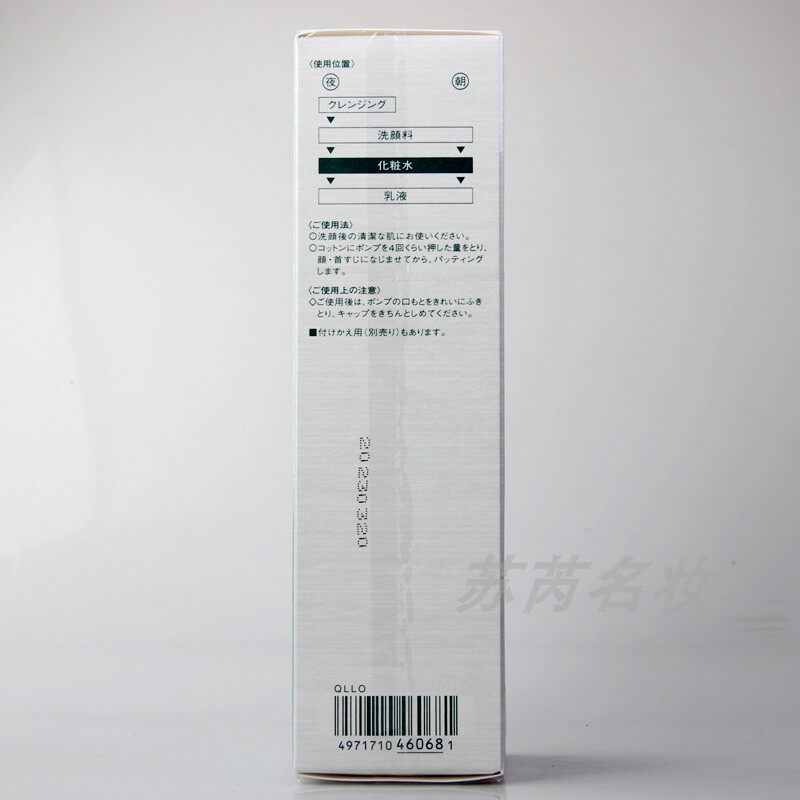 〈使用位置〉
夜 朝
クレンジング
洗顔料
化粧水
乳液
〈ご使用法〉
○洗顔後の清潔な肌にお使いください。
○コットンにポンプを4回くらい押した量をとり、
顔・首すじになじませてから、パッティング
します。
〈ご使用上の注意〉
◇ご使用後は、ポンプの口もとをきれいにふき
とり、キャップをきちんとしめてください。
■付けかえ用(別売り)もあります。
苏芮名妆
QLLO
4971710 460681